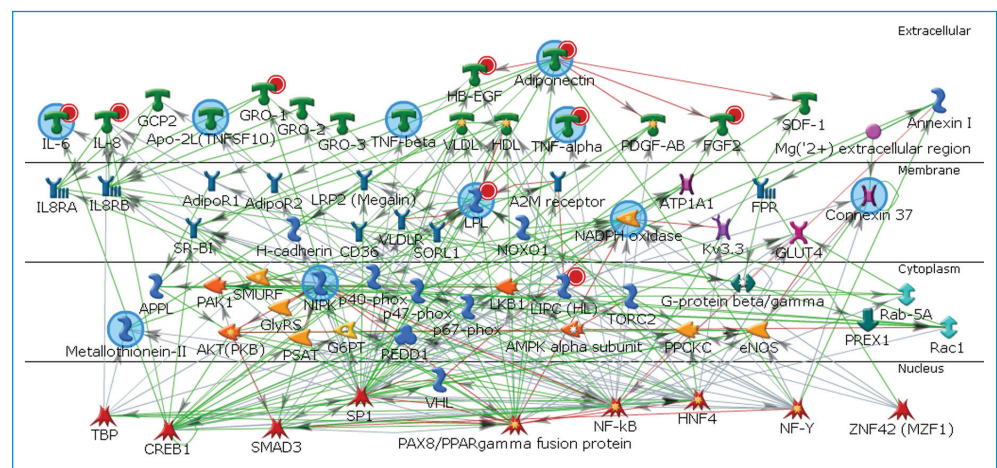 Extracellular
Adiponectin
HB-EGF
GCP2
GRO-1
GRO-2
GRO-3
IL-6
IL-8
Apo-2L(TNFSF10)
TNF-beta
VLDL
HDL
TNF-alpha
PDGF-AB
FGF2
SDF-1
Annexin I
Mg('2+) extracellular region
Membrane
IL8RA
IL8RB
AdipoR1
AdipoR2
LRP2 (Megalin)
LPL
A2M receptor
ATP1A1
FPR
Connexin 37
SR-BI
H-cadherin
CD36
VLDLR
SORL1
NOXO1
NADPH oxidase
Kv3.3
GLUT4
Cytoplasm
APPL
PAK1
SMURF
NIPK
p40-phox
p47-phox
p67-phox
LKB1
LIPC (HL)
TORC2
G-protein beta/gamma
Rab-5A
GlyRS
Metallothionein-II
AKT(PKB)
PSAT
G6PT
REDD1
AMPK alpha subunit
PPCKC
eNOS
PREX1
Rac1
Nucleus
VHL
TBP
CREB1
SMAD3
SP1
PAX8/PPARgamma fusion protein
NF-kB
HNF4
NF-Y
ZNF42 (MZF1)